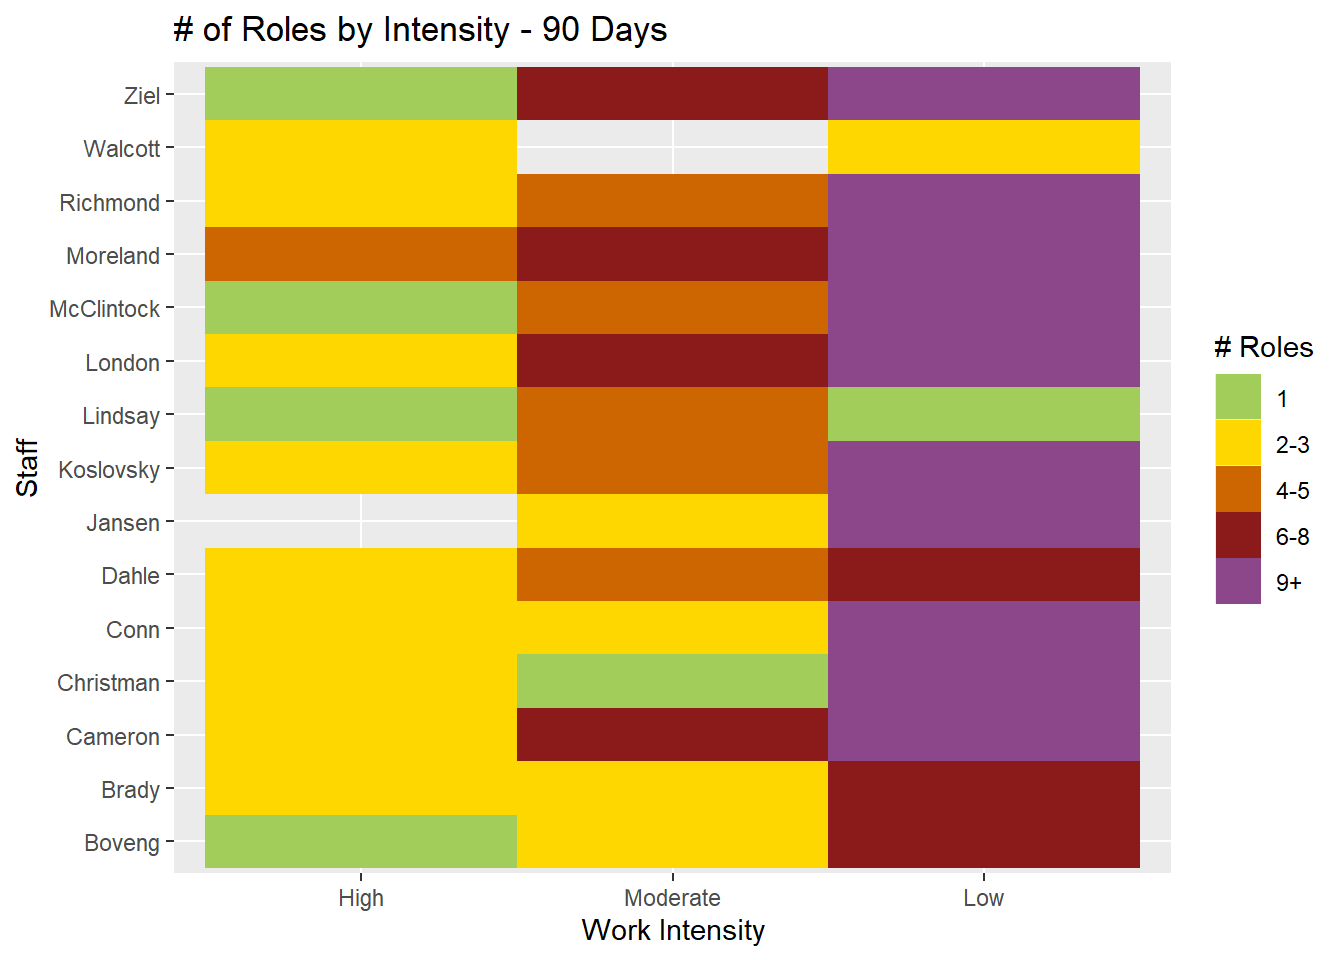 # of Roles by Intensity - 90 Days
Ziel
Walcott
Richmond
Moreland
McClintock
London
Lindsay
Koslovsky
Jansen
Dahle
Conn
Christman
Cameron
Brady
Boveng
Staff
High Moderate Low
Work Intensity
# Roles
1
2-3
4-5
6-8
9+